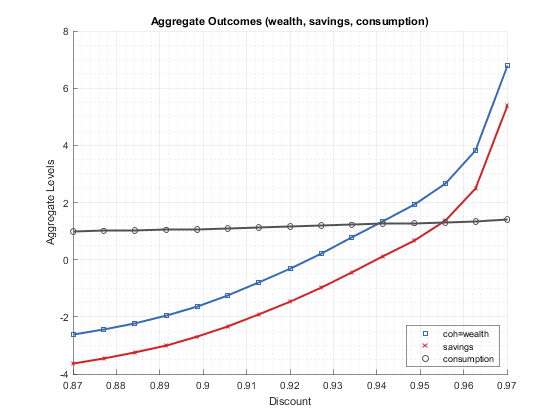 Aggregate Outcomes (wealth, savings, consumption)
8
6
4
2
0
-2
-4
Aggregate Levels
0.87 0.88 0.89 0.9 0.91 0.92 0.93 0.94 0.95 0.96 0.97
Discount
coh=wealth
savings
consumption